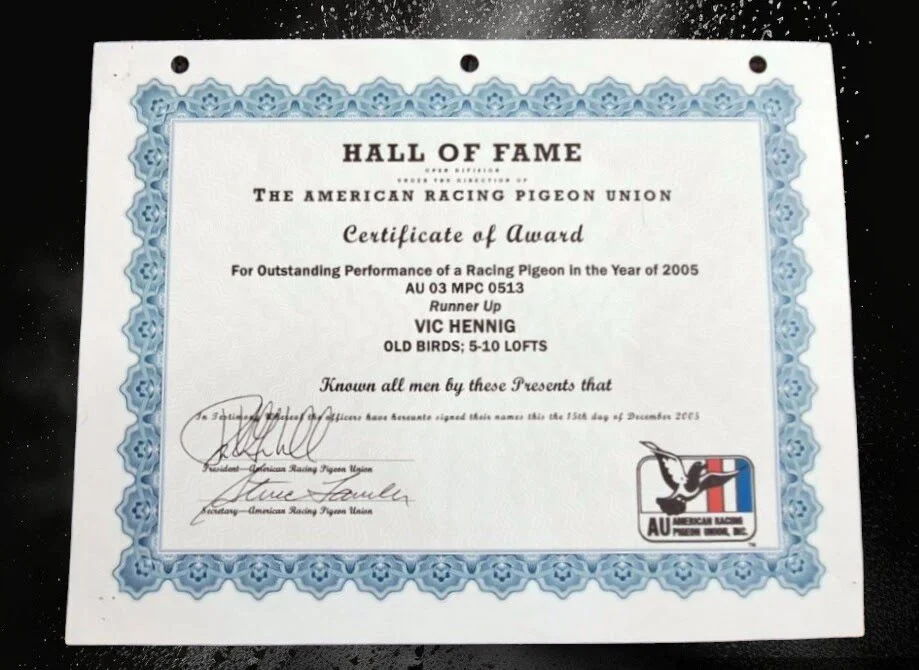 HALL OF FAME
OPEN DIVISION
UNDER THE DIRECTION OF
THE AMERICAN RACING PIGEON UNION
Certificate of Award
For Outstanding Performance of a Racing Pigeon in the Year of 2005
AU 03 MPC 0513
Runner Up
VIC HENNIG
OLD BIRDS; 5-10 LOFTS
Known all men by these Presents that
In Testimony Whereof the officers have hereunto signed their names this the 15th day of December 2005
President—American Racing Pigeon Union
Secretary—American Racing Pigeon Union
AU AMERICAN RACING
PIGEON UNION, INC.
TM